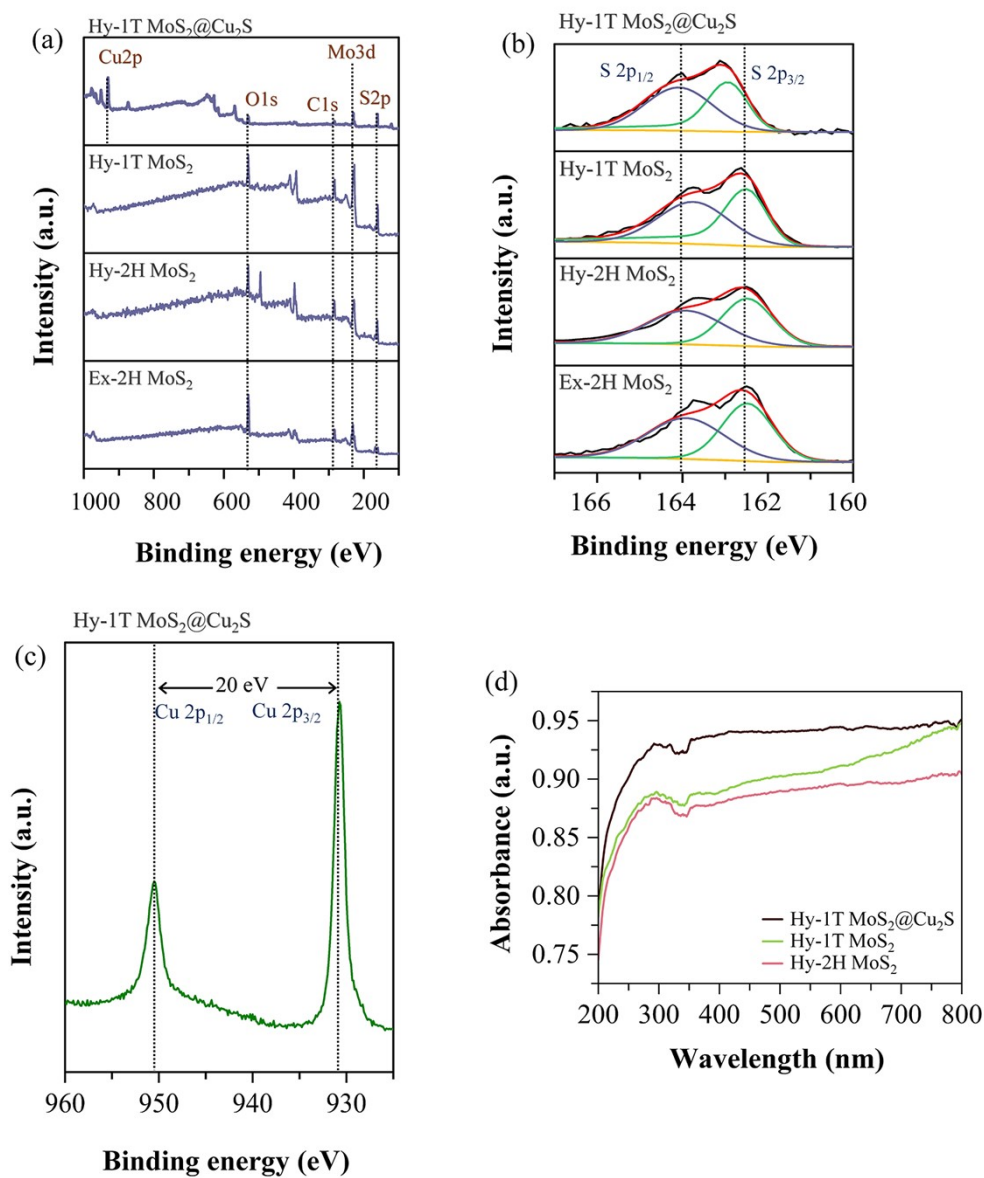 (a)
Hy-1T MoS₂@Cu₂S
Cu2p
O1s
C1s
Mo3d
S2p
Hy-1T MoS₂
Hy-2H MoS₂
Ex-2H MoS₂
Intensity (a.u.)
1000 800 600 400 200
Binding energy (eV)
(b)
Hy-1T MoS₂@Cu₂S
S 2p₁/₂
S 2p₃/₂
Hy-1T MoS₂
Hy-2H MoS₂
Ex-2H MoS₂
Intensity (a.u.)
166 164 162 160
Binding energy (eV)
(c)
Hy-1T MoS₂@Cu₂S
20 eV
Cu 2p₁/₂ Cu 2p₃/₂
Intensity (a.u.)
960 950 940 930
Binding energy (eV)
(d)
0.95
0.90
0.85
0.80
0.75
Absorbance (a.u.)
Hy-1T MoS₂@Cu₂S
Hy-1T MoS₂
Hy-2H MoS₂
200 300 400 500 600 700 800
Wavelength (nm)